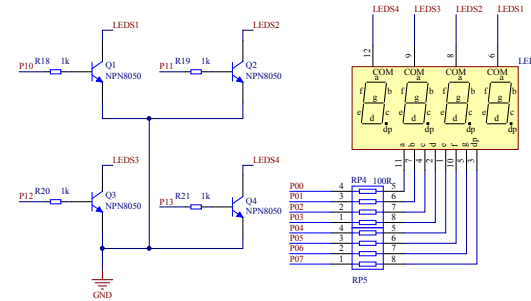 LEDS1
LEDS2
LEDS4
LEDS3
LEDS2
LEDS1
P10
R18
1k
Q1
NPN8050
P11
R19
1k
Q2
NPN8050
12
9
8
6
LED
COM
COM
COM
COM
a
f
b
g
e
c
d
dp
a
f
b
g
e
c
d
dp
a
f
b
g
e
c
d
dp
a
f
b
g
e
c
d
dp
a
b
c
d
e
f
g
dp
11
7
4
2
1
10
5
3
LEDS3
LEDS4
P12
R20
1k
Q3
NPN8050
P13
R21
1k
Q4
NPN8050
RP4
100R
P00
4
5
P01
3
6
P02
2
7
P03
1
8
P04
4
5
P05
3
6
P06
2
7
P07
1
8
RP5
GND